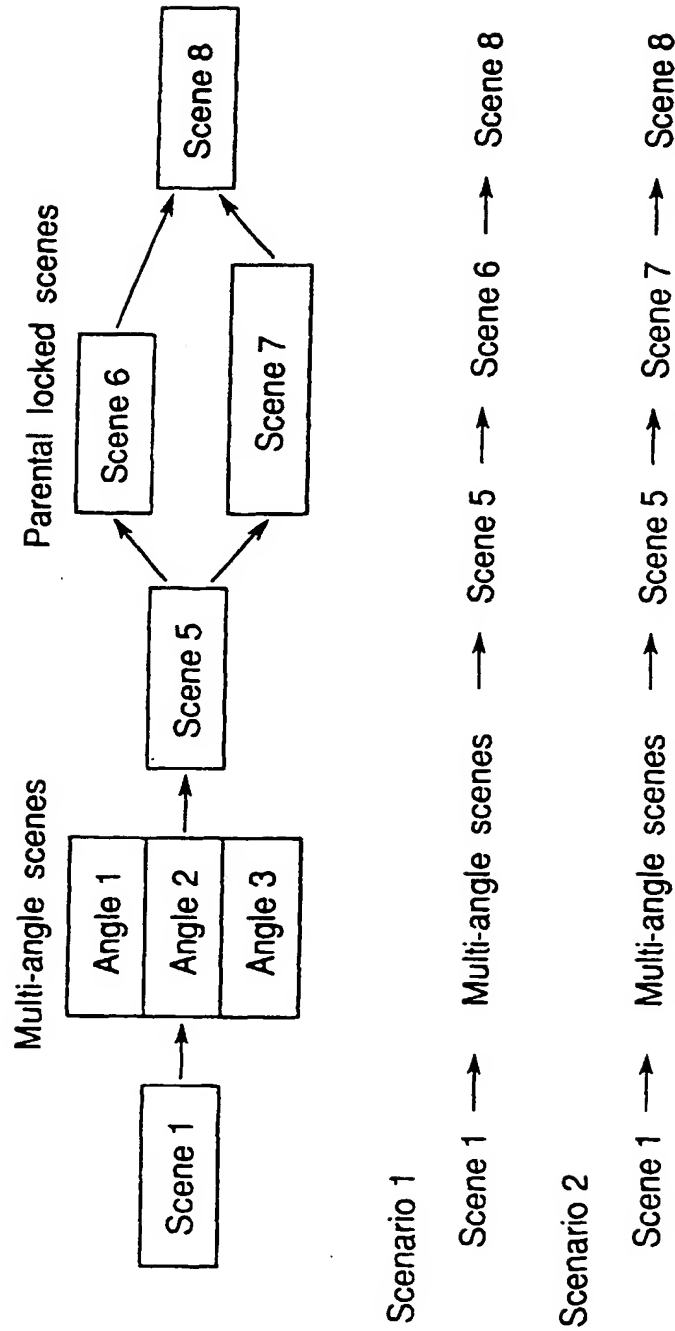 Multi-angle scenes
Parental locked scenes
Scene 1
Angle 1
Angle 2
Angle 3
Scene 5
Scene 6
Scene 7
Scene 8
Scenario 1
Scene 1 → Multi-angle scenes → Scene 5 → Scene 6 → Scene 8
Scenario 2
Scene 1 → Multi-angle scenes → Scene 5 → Scene 7 → Scene 8